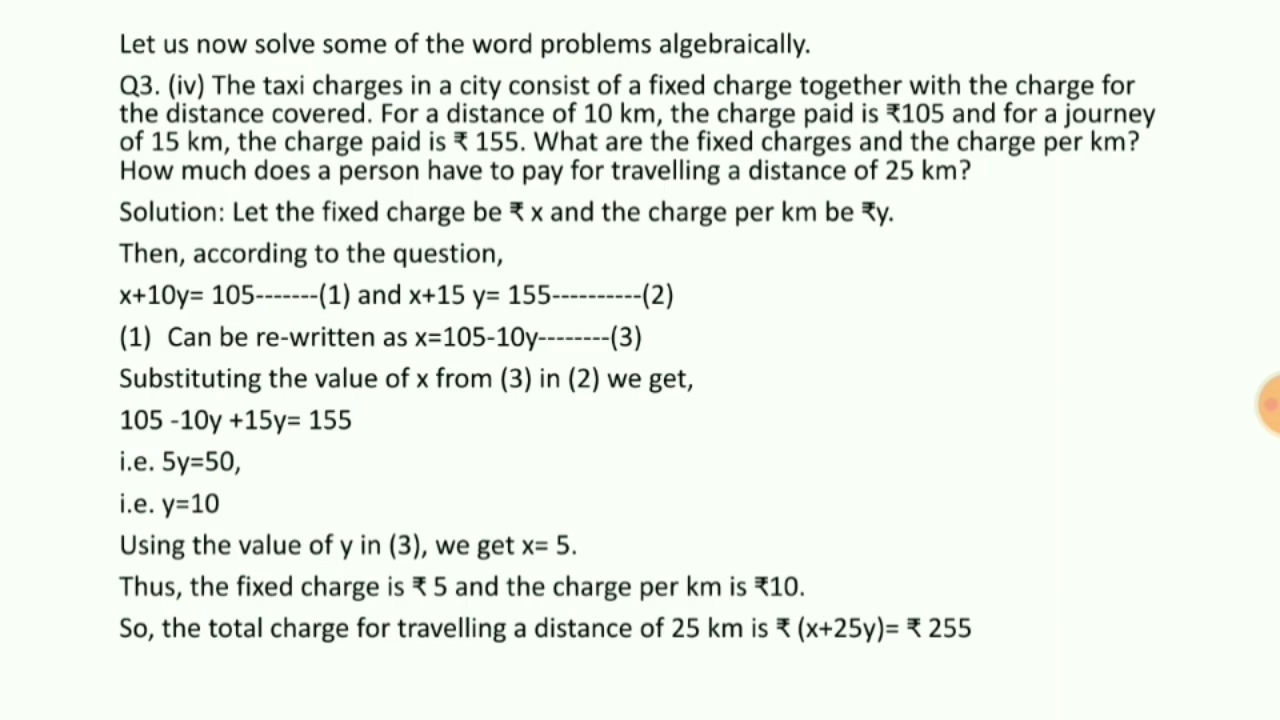 Let us now solve some of the word problems algebraically.
Q3. (iv) The taxi charges in a city consist of a fixed charge together with the charge for
the distance covered. For a distance of 10 km, the charge paid is ₹105 and for a journey
of 15 km, the charge paid is ₹ 155. What are the fixed charges and the charge per km?
How much does a person have to pay for travelling a distance of 25 km?
Solution: Let the fixed charge be ₹ x and the charge per km be ₹y.
Then, according to the question,
x+10y= 105-------(1) and x+15 y= 155----------(2)
(1) Can be re-written as x=105-10y--------(3)
Substituting the value of x from (3) in (2) we get,
105 -10y +15y= 155
i.e. 5y=50,
i.e. y=10
Using the value of y in (3), we get x= 5.
Thus, the fixed charge is ₹ 5 and the charge per km is ₹10.
So, the total charge for travelling a distance of 25 km is ₹ (x+25y)= ₹ 255